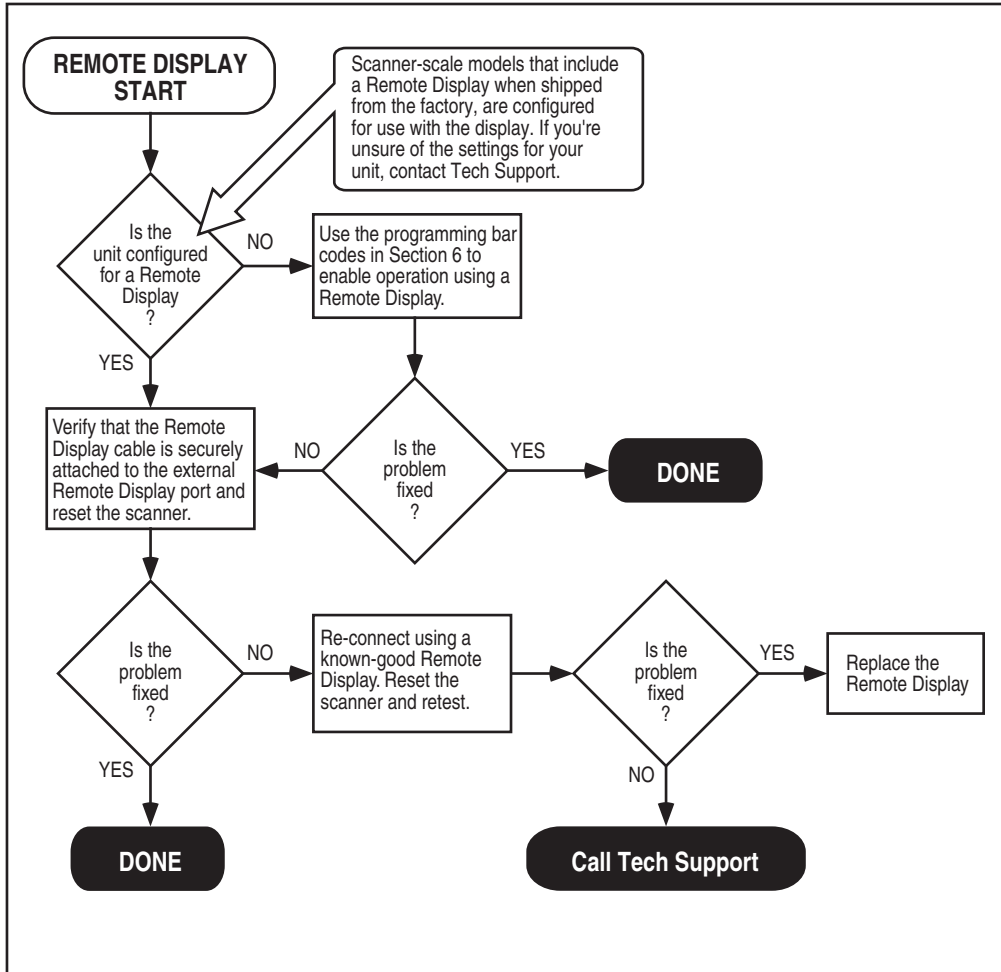 REMOTE DISPLAY
START
Scanner-scale models that include
a Remote Display when shipped
from the factory, are configured
for use with the display. If you're
unsure of the settings for your
unit, contact Tech Support.
Is the
unit configured
for a Remote
Display
?
NO
Use the programming bar
codes in Section 6 to
enable operation using a
Remote Display.
YES
Verify that the Remote
Display cable is securely
attached to the external
Remote Display port and
reset the scanner.
NO
Is the
problem
fixed
?
YES
DONE
Is the
problem
fixed
?
NO
Re-connect using a
known-good Remote
Display. Reset the
scanner and retest.
Is the
problem
fixed
?
YES
Replace the
Remote Display
YES
NO
DONE
Call Tech Support